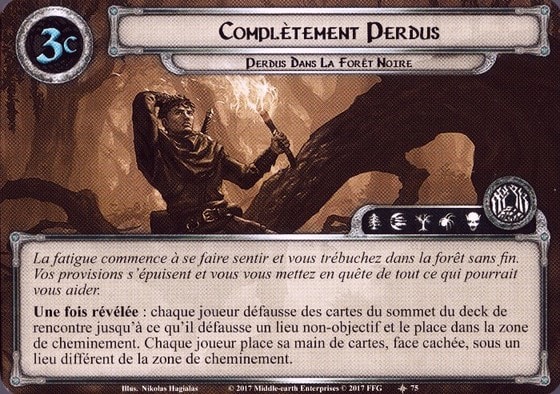 3C
COMPLÈTEMENT PERDUS
PERDUS DANS LA FORÊT NOIRE
La fatigue commence à se faire sentir et vous trébuchez dans la forêt sans fin.
Vos provisions s'épuisent et vous vous mettez en quête de tout ce qui pourrait
vous aider.
Une fois révélée : chaque joueur défausse des cartes du sommet du deck de
rencontre jusqu'à ce qu'il défausse un lieu non-objectif et le place dans la zone
de cheminement. Chaque joueur place sa main de cartes, face cachée, sous un
lieu différent de la zone de cheminement.
Illus. Nikolas Hagialas © 2017 Middle-earth Enterprises © 2017 FFG 75